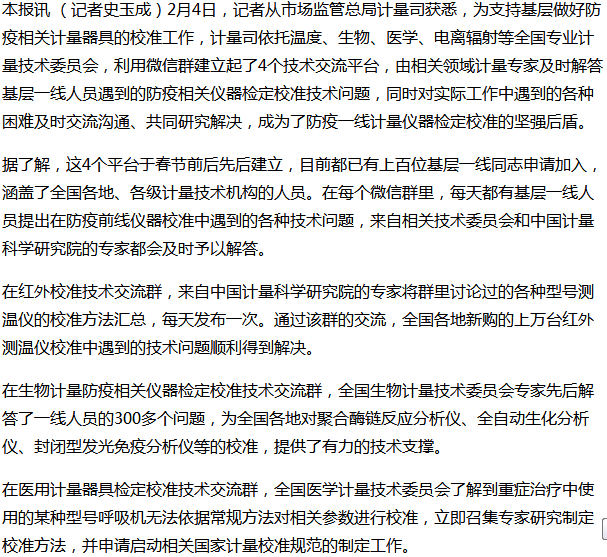 本报讯 （记者史玉成）2月4日，记者从市场监管总局计量司获悉，为支持基层做好防
疫相关计量器具的校准工作，计量司依托温度、生物、医学、电离辐射等全国专业计
量技术委员会，利用微信群建立起了4个技术交流平台，由相关领域计量专家及时解答
基层一线人员遇到的防疫相关仪器检定校准技术问题，同时对实际工作中遇到的各种
困难及时交流沟通、共同研究解决，成为了防疫一线计量仪器检定校准的坚强后盾。
据了解，这4个平台于春节前后先后建立，目前都已有上百位基层一线同志申请加入，
涵盖了全国各地、各级计量技术机构的人员。在每个微信群里，每天都有基层一线人
员提出在防疫前线仪器校准中遇到的各种技术问题，来自相关技术委员会和中国计量
科学研究院的专家都会及时予以解答。
在红外校准技术交流群，来自中国计量科学研究院的专家将群里讨论过的各种型号测
温仪的校准方法汇总，每天发布一次。通过该群的交流，全国各地新购的上万台红外
测温仪校准中遇到的技术问题顺利得到解决。
在生物计量防疫相关仪器检定校准技术交流群，全国生物计量技术委员会专家先后解
答了一线人员的300多个问题，为全国各地对聚合酶链反应分析仪、全自动生化分析
仪、封闭型发光免疫分析仪等的校准，提供了有力的技术支撑。
在医用计量器具检定校准技术交流群，全国医学计量技术委员会了解到重症治疗中使
用的某种型号呼吸机无法依据常规方法对相关参数进行校准，立即召集专家研究制定
校准方法，并申请启动相关国家计量校准规范的制定工作。